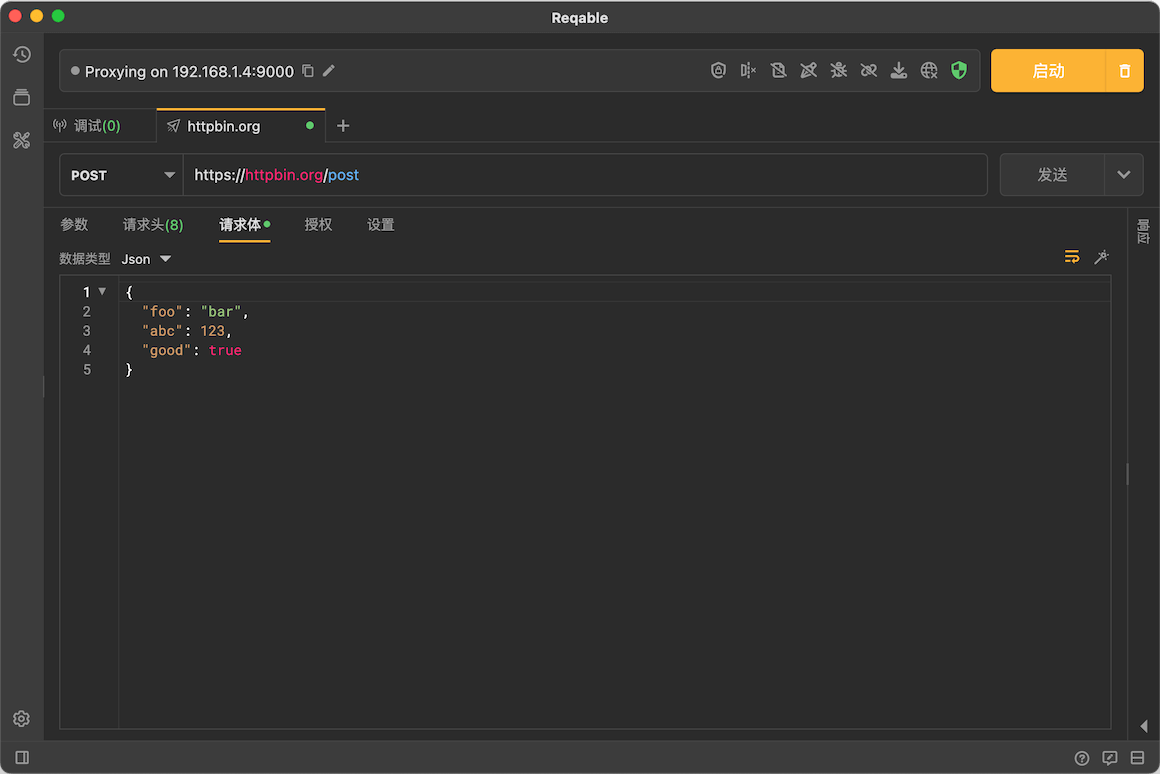 Reqable
Proxying on 192.168.1.4:9000
启动
调试(0)
httpbin.org
POST
https://httpbin.org/post
发送
参数 请求头(8) 请求体 授权 设置
响应
数据类型 Json
1 {
2 "foo": "bar",
3 "abc": 123,
4 "good": true
5 }